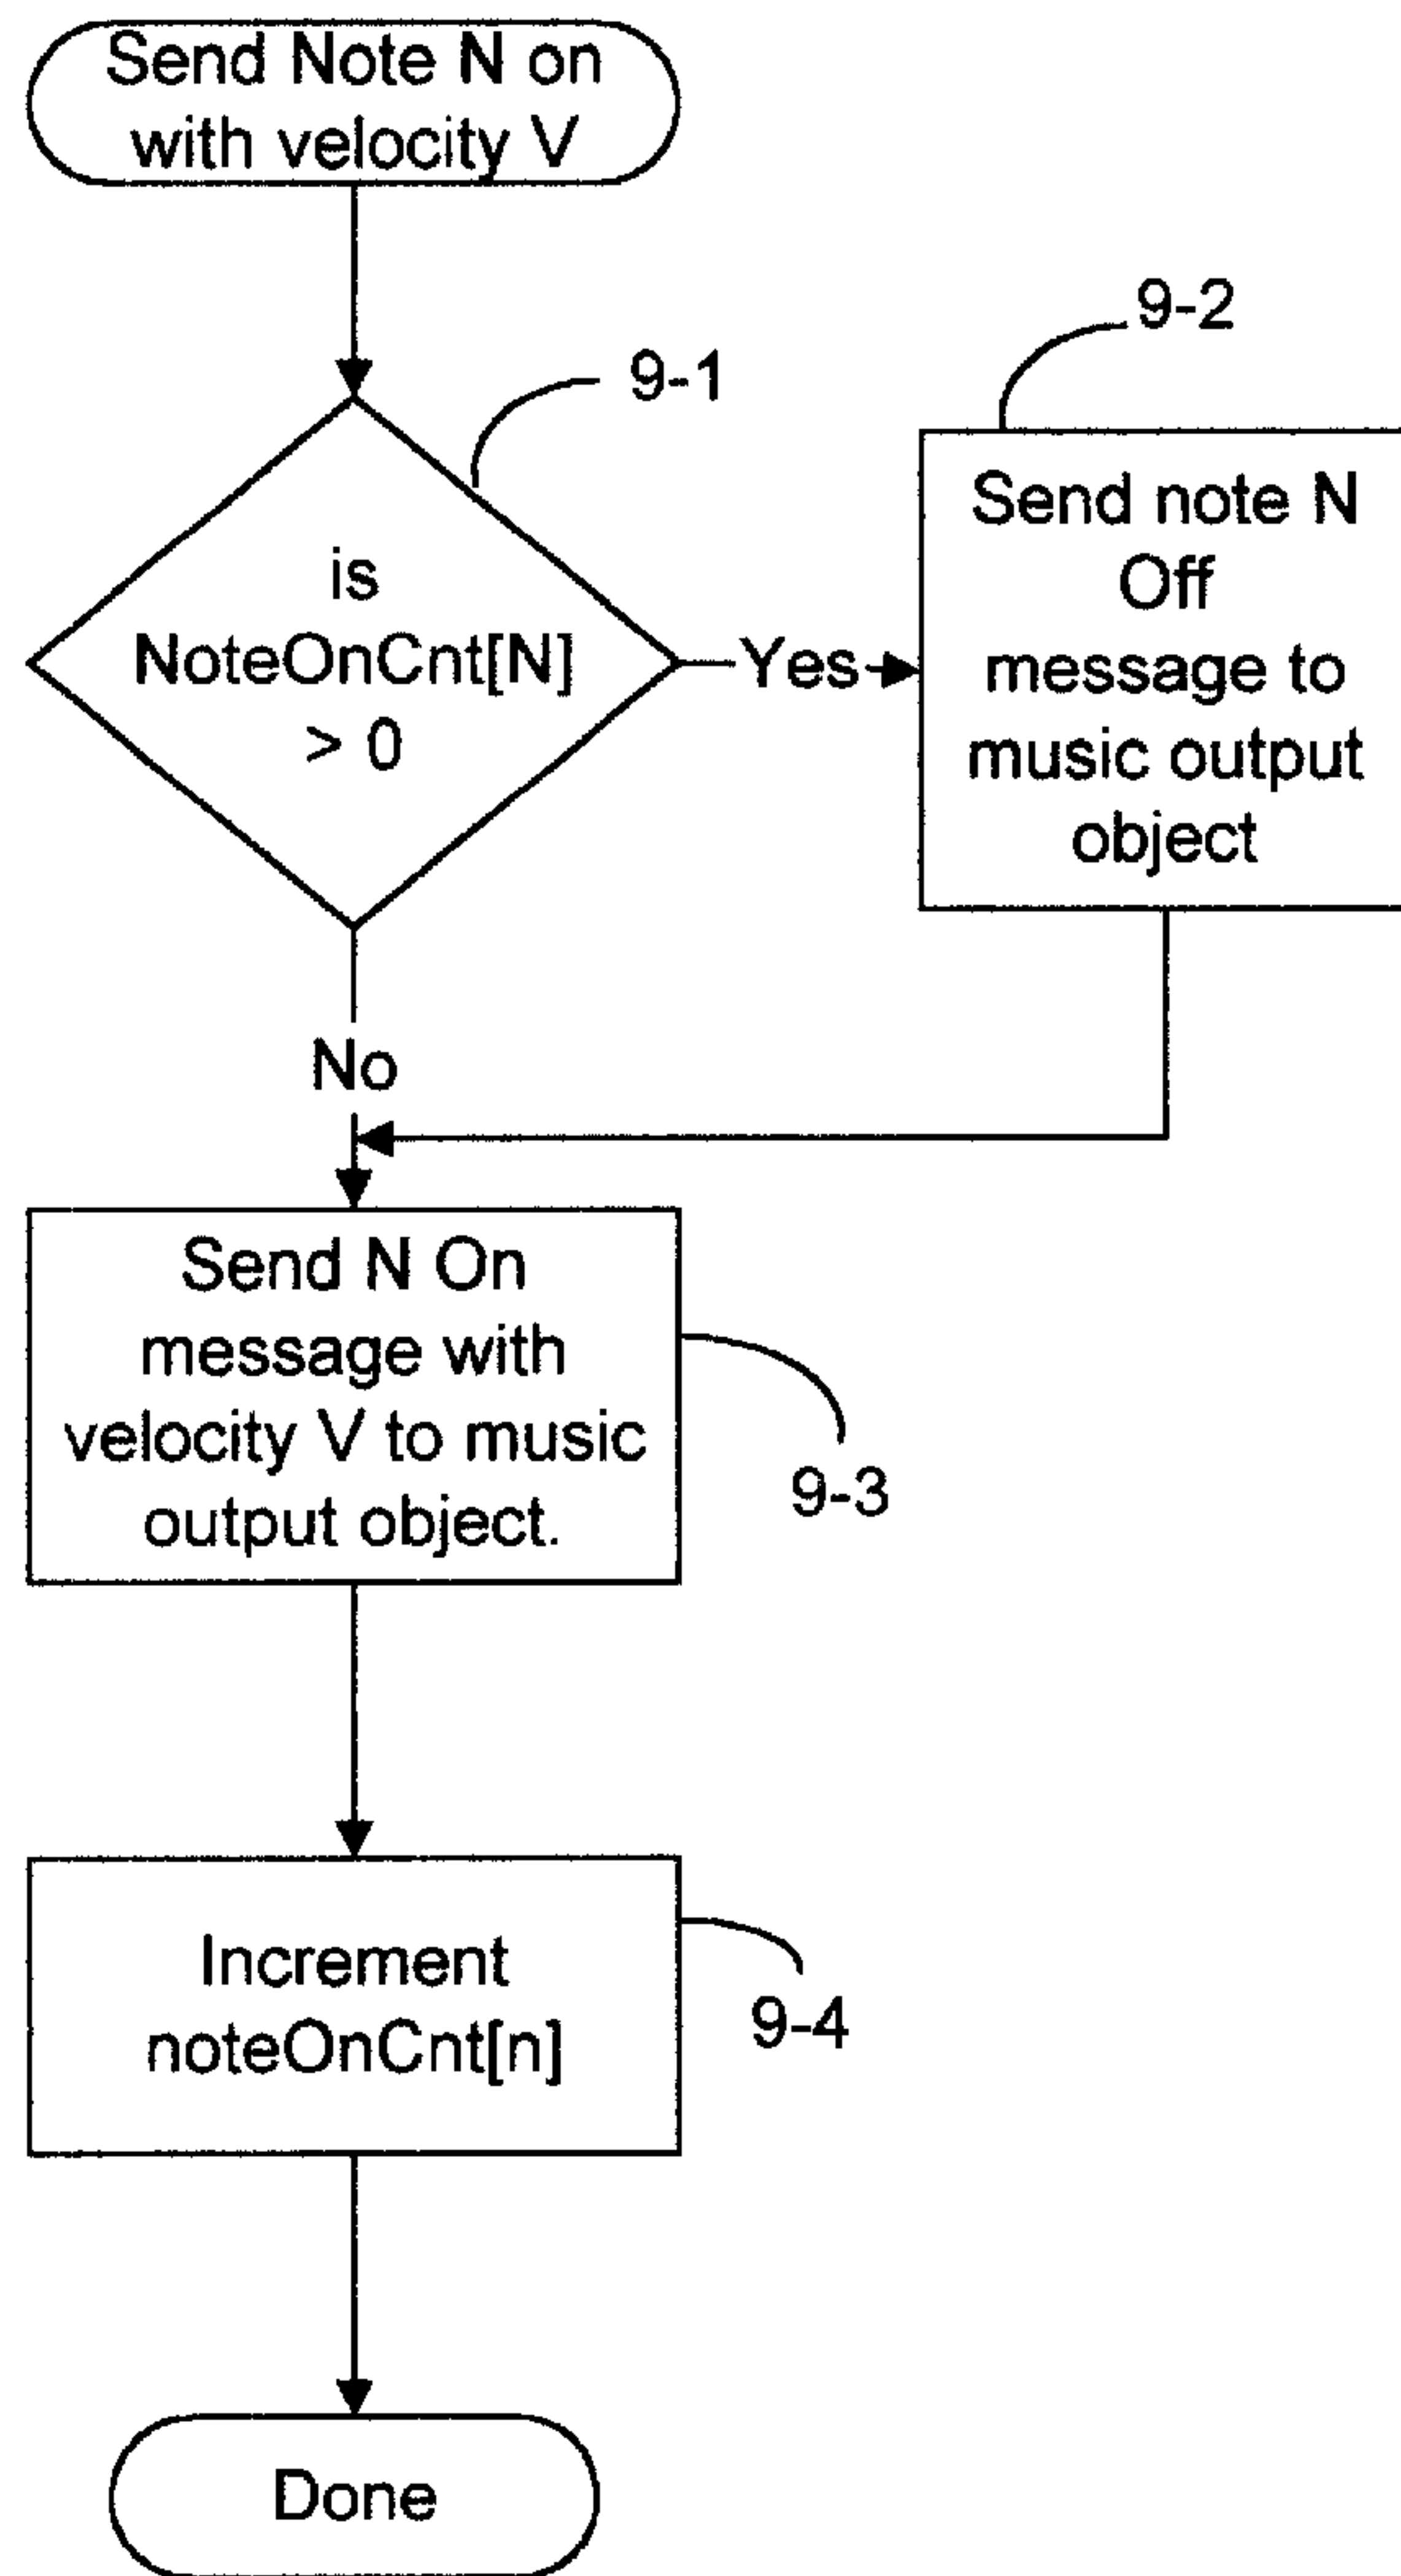 Send Note N on
with velocity V
9-1
9-2
is
NoteOnCnt[N]
> 0
Yes
Send note N
Off
message to
music output
object
No
Send N On
message with
velocity V to music
output object.
9-3
Increment
noteOnCnt[n]
9-4
Done